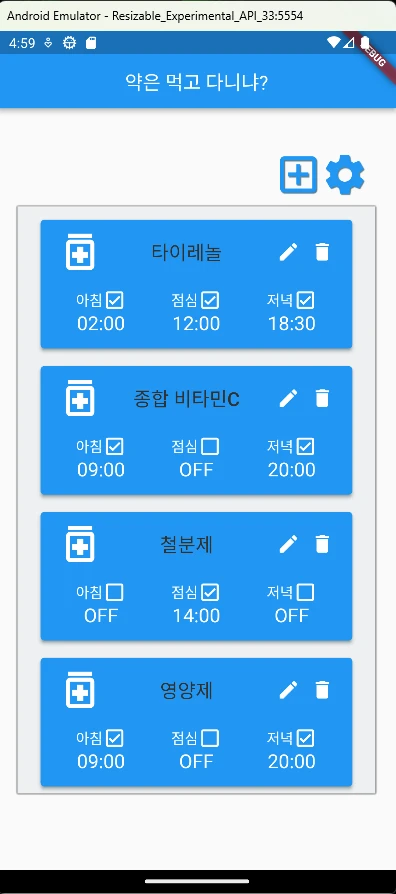 Android Emulator - Resizable_Experimental_API_33:5554
4:59
DEBUG
약은 먹고 다니냐?
타이레놀
아침 점심 저녁
02:00 12:00 18:30
종합 비타민C
아침 점심 저녁
09:00 OFF 20:00
철분제
아침 점심 저녁
OFF 14:00 OFF
영양제
아침 점심 저녁
09:00 OFF 20:00